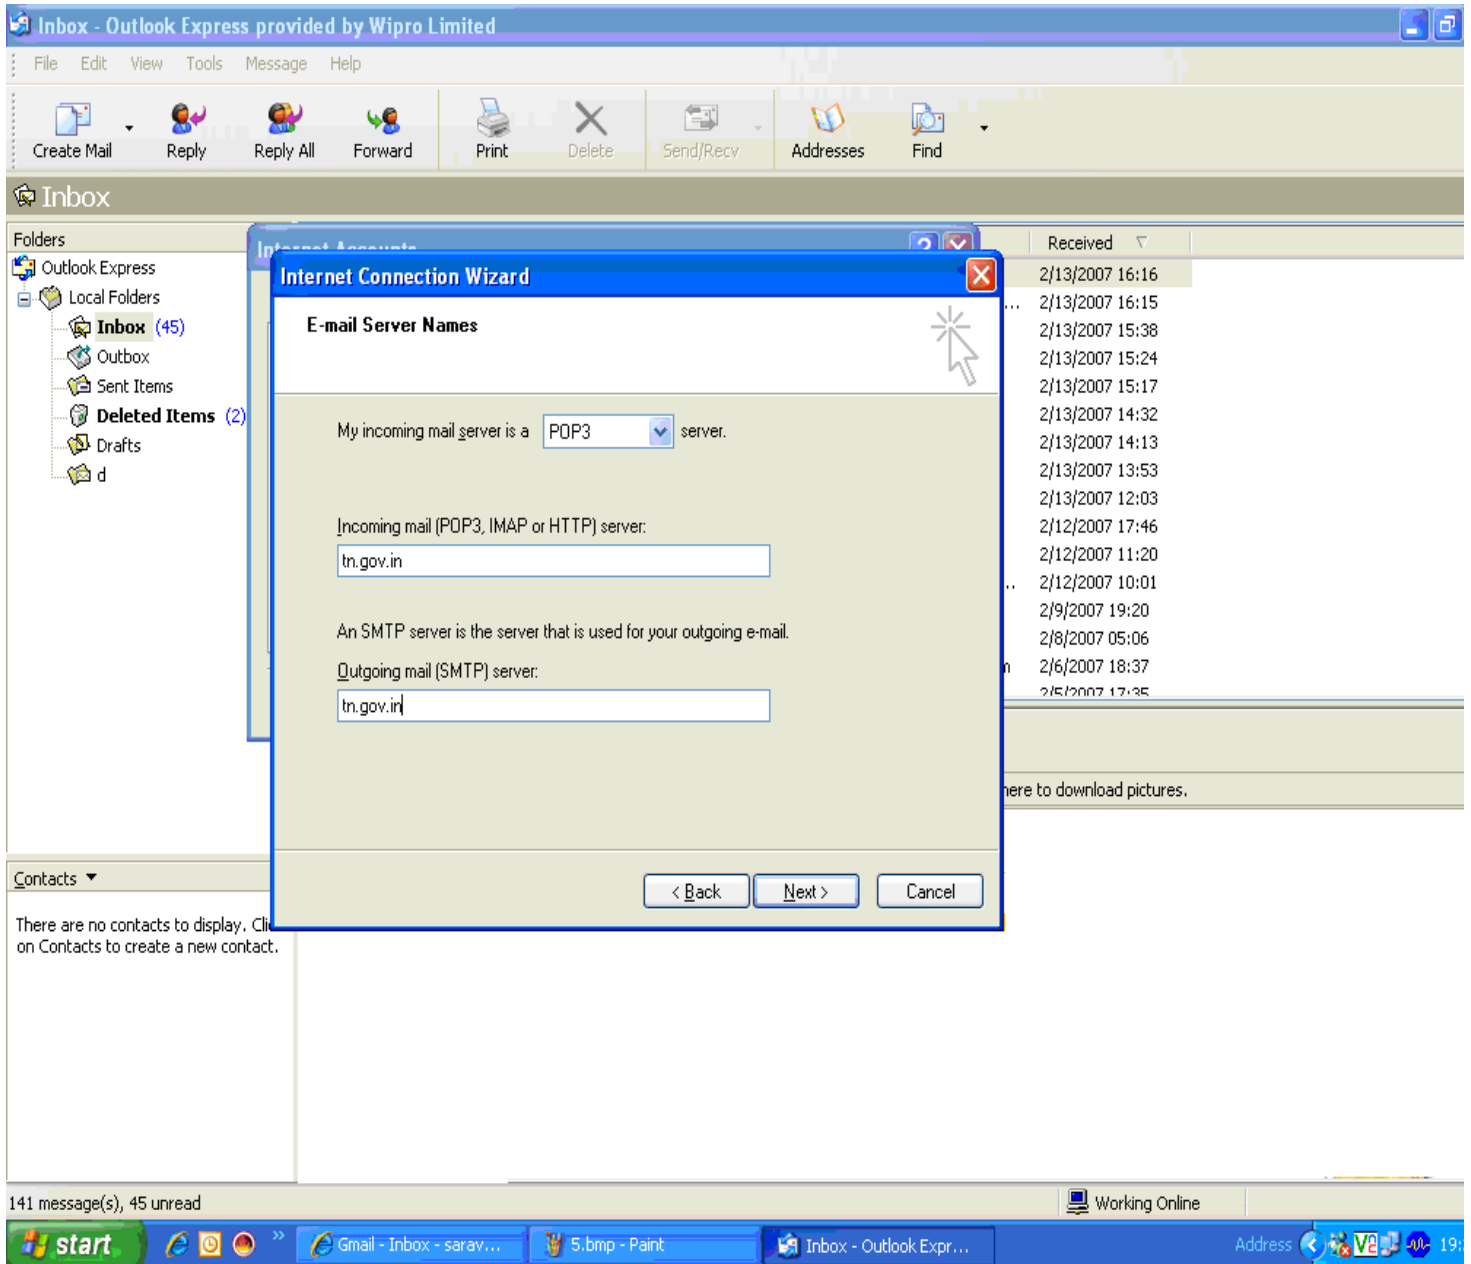 Inbox - Outlook Express provided by Wipro Limited
File Edit View Tools Message Help
Create Mail Reply Reply All Forward Print Delete Send/Recv Addresses Find
Inbox
Folders
Outlook Express
Local Folders
Inbox (45)
Outbox
Sent Items
Deleted Items (2)
Drafts
d
Internet Accounts
Internet Connection Wizard
E-mail Server Names
My incoming mail server is a POP3 server.
Incoming mail (POP3, IMAP or HTTP) server:
tn.gov.in
An SMTP server is the server that is used for your outgoing e-mail.
Outgoing mail (SMTP) server:
tn.gov.in
< Back Next > Cancel
Received
2/13/2007 16:16
... 2/13/2007 16:15
2/13/2007 15:38
2/13/2007 15:24
2/13/2007 15:17
2/13/2007 14:32
2/13/2007 14:13
2/13/2007 13:53
2/13/2007 12:03
2/12/2007 17:46
2/12/2007 11:20
.. 2/12/2007 10:01
2/9/2007 19:20
2/8/2007 05:06
2/6/2007 18:37
2/5/2007 17:35
here to download pictures.
Contacts
There are no contacts to display. Clic
on Contacts to create a new contact.
141 message(s), 45 unread
Working Online
start
Gmail - Inbox - sarav...
5.bmp - Paint
Inbox - Outlook Expr...
Address
19: